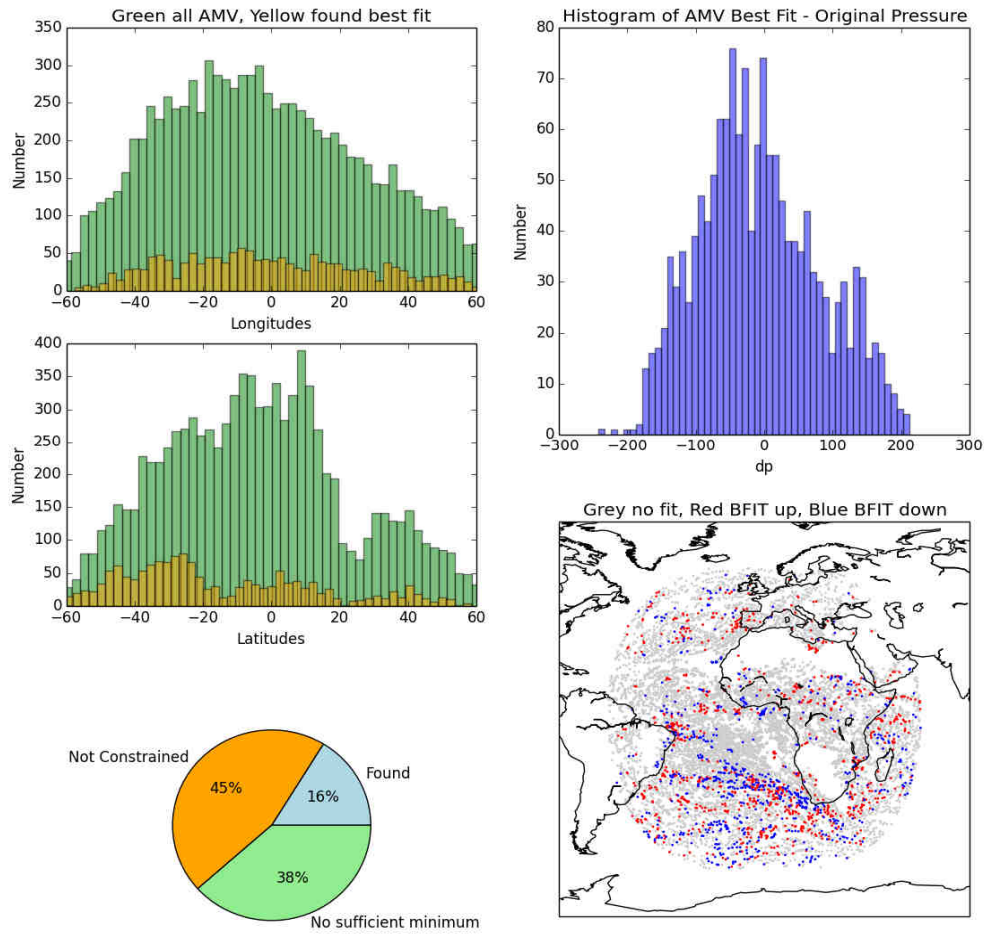 Green all AMV, Yellow found best fit
350
300
250
200
150
100
50
0
Number
−60 −40 −20 0 20 40 60
Longitudes
Histogram of AMV Best Fit - Original Pressure
80
70
60
50
40
30
20
10
0
Number
−300 −200 −100 0 100 200 300
dp
400
350
300
250
200
150
100
50
0
Number
−60 −40 −20 0 20 40 60
Latitudes
Grey no fit, Red BFIT up, Blue BFIT down
Not Constrained
45%
Found
16%
38%
No sufficient minimum